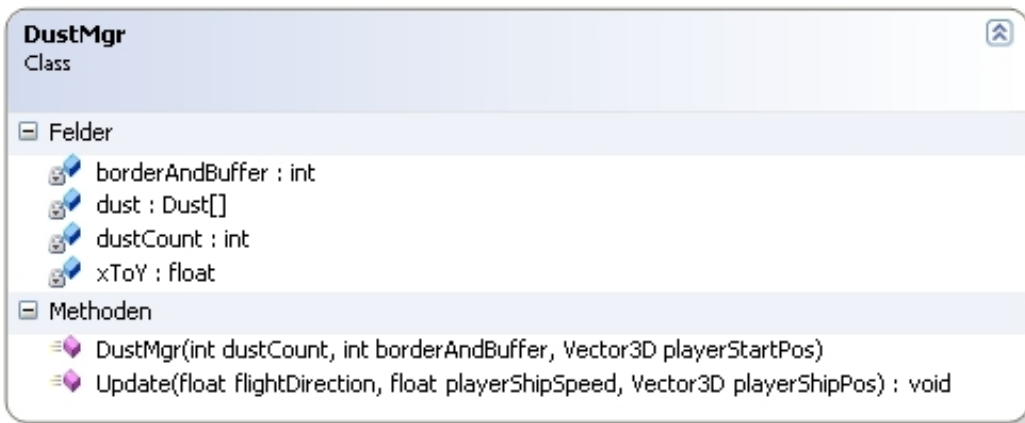 DustMgr
Class
Felder
borderAndBuffer : int
dust : Dust[]
dustCount : int
xToY : float
Methoden
DustMgr(int dustCount, int borderAndBuffer, Vector3D playerStartPos)
Update(float flightDirection, float playerShipSpeed, Vector3D playerShipPos) : void